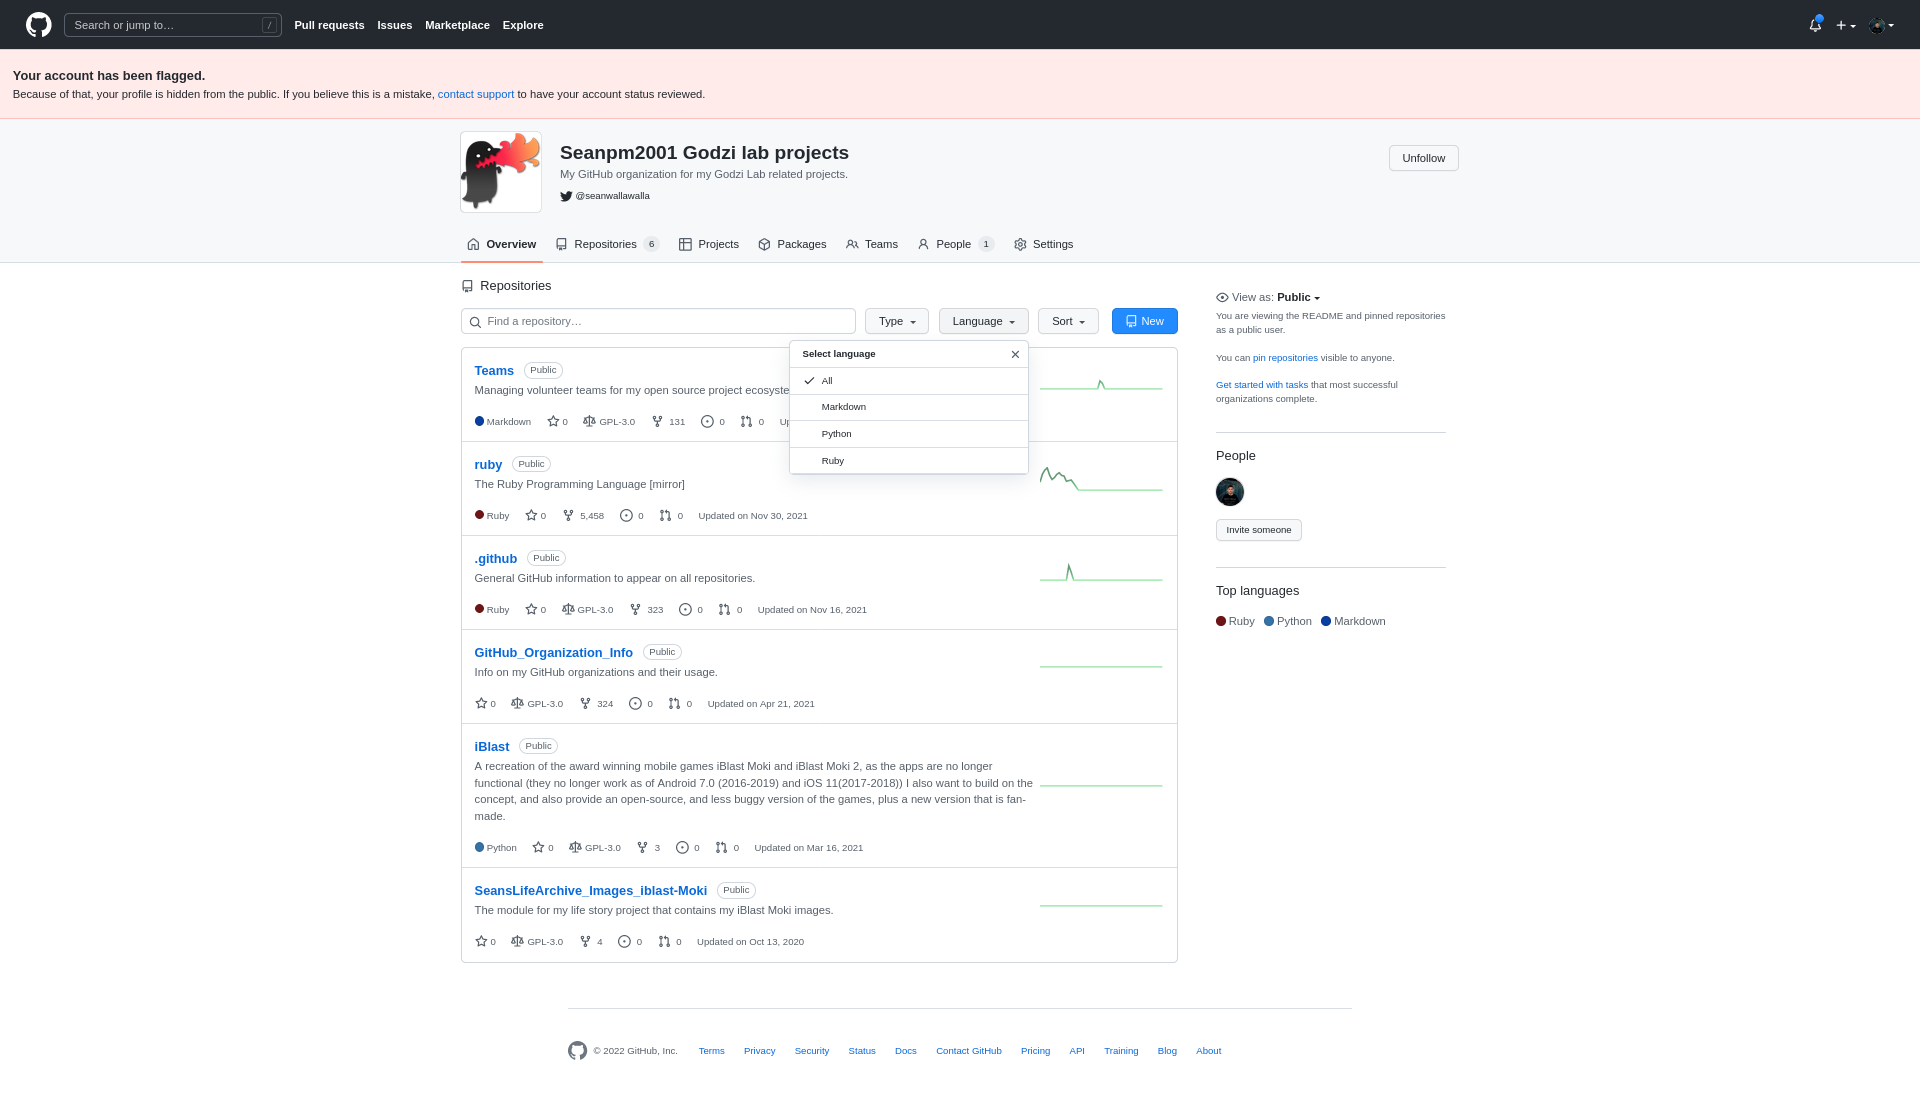 Search or jump to…
/
Pull requests
Issues
Marketplace
Explore
Your account has been flagged.
Because of that, your profile is hidden from the public. If you believe this is a mistake, contact support to have your account status reviewed.
Seanpm2001 Godzi lab projects
My GitHub organization for my Godzi Lab related projects.
@seanwallawalla
Unfollow
Overview
Repositories 6
Projects
Packages
Teams
People 1
Settings
Repositories
Find a repository…
Type
Language
Sort
New
Select language
All
Markdown
Python
Ruby
Teams Public
Managing volunteer teams for my open source project
Markdown 0 GPL-3.0 131 0 0
ruby Public
The Ruby Programming Language [mirror]
Ruby 0 5,458 0 0 Updated on Nov 30, 2021
.github Public
General GitHub information to appear on all repositories.
Ruby 0 GPL-3.0 323 0 0 Updated on Nov 16, 2021
GitHub_Organization_Info Public
Info on my GitHub organizations and their usage.
0 GPL-3.0 324 0 0 Updated on Apr 21, 2021
iBlast Public
A recreation of the award winning mobile games iBlast Moki and iBlast Moki 2, as the apps are no longer
functional (they no longer work as of Android 7.0 (2016-2019) and iOS 11(2017-2018)) I also want to build on the
concept, and also provide an open-source, and less buggy version of the games, plus a new version that is fan-
made.
Python 0 GPL-3.0 3 0 0 Updated on Mar 16, 2021
SeansLifeArchive_Images_iblast-Moki Public
The module for my life story project that contains my iBlast Moki images.
0 GPL-3.0 4 0 0 Updated on Oct 13, 2020
View as: Public
You are viewing the README and pinned repositories
as a public user.
You can pin repositories visible to anyone.
Get started with tasks that most successful
organizations complete.
People
Invite someone
Top languages
Ruby Python Markdown
© 2022 GitHub, Inc.
Terms
Privacy
Security
Status
Docs
Contact GitHub
Pricing
API
Training
Blog
About